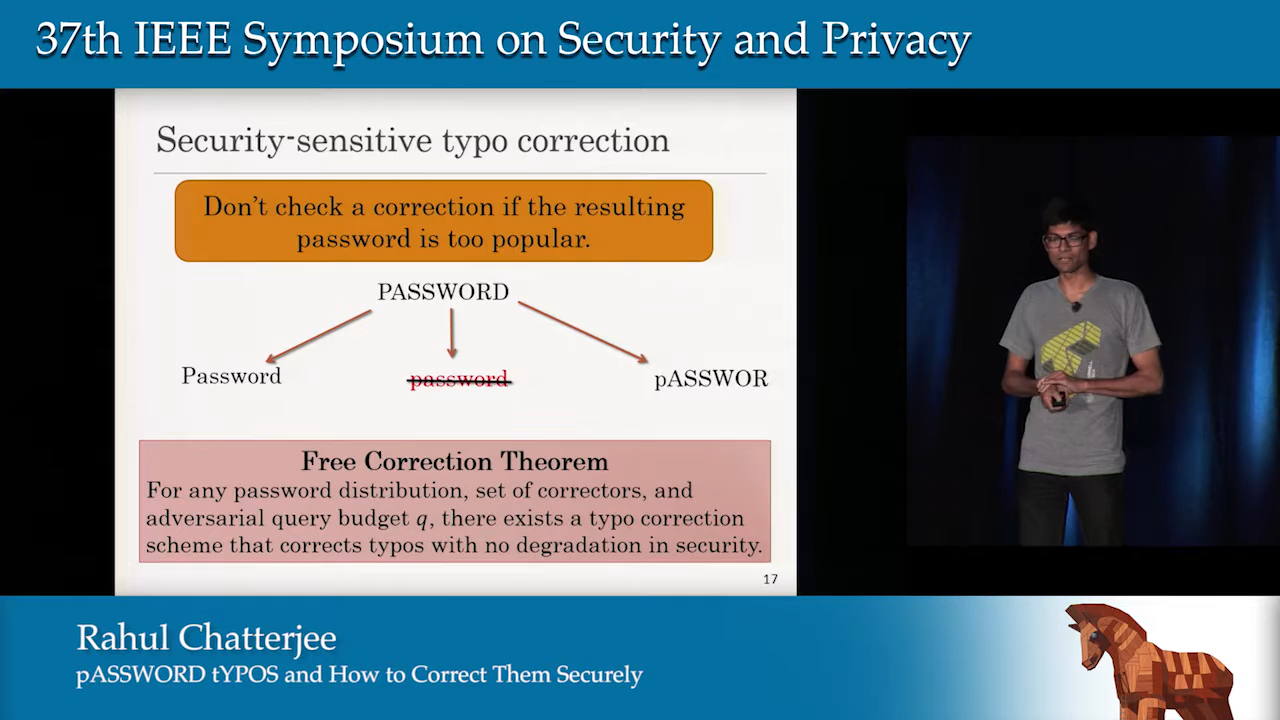 37th IEEE Symposium on Security and Privacy
Security-sensitive typo correction
Don't check a correction if the resulting
password is too popular.
PASSWORD
Password
password
pASSWOR
Free Correction Theorem
For any password distribution, set of correctors, and
adversarial query budget q, there exists a typo correction
scheme that corrects typos with no degradation in security.
17
Rahul Chatterjee
pASSWORD tYPOS and How to Correct Them Securely